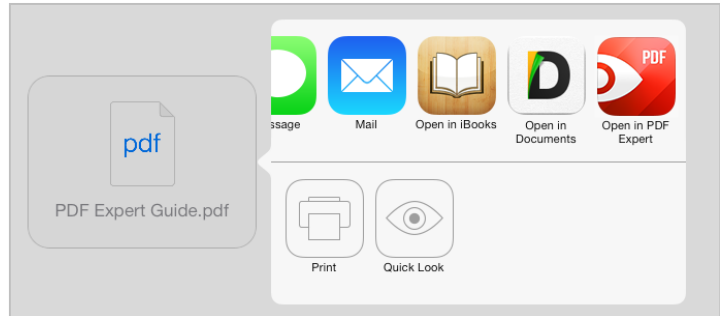 pdf
PDF Expert Guide.pdf
PDF
ssage
Mail
Open in iBooks
Open in
Documents
Open in PDF
Expert
Print
Quick Look